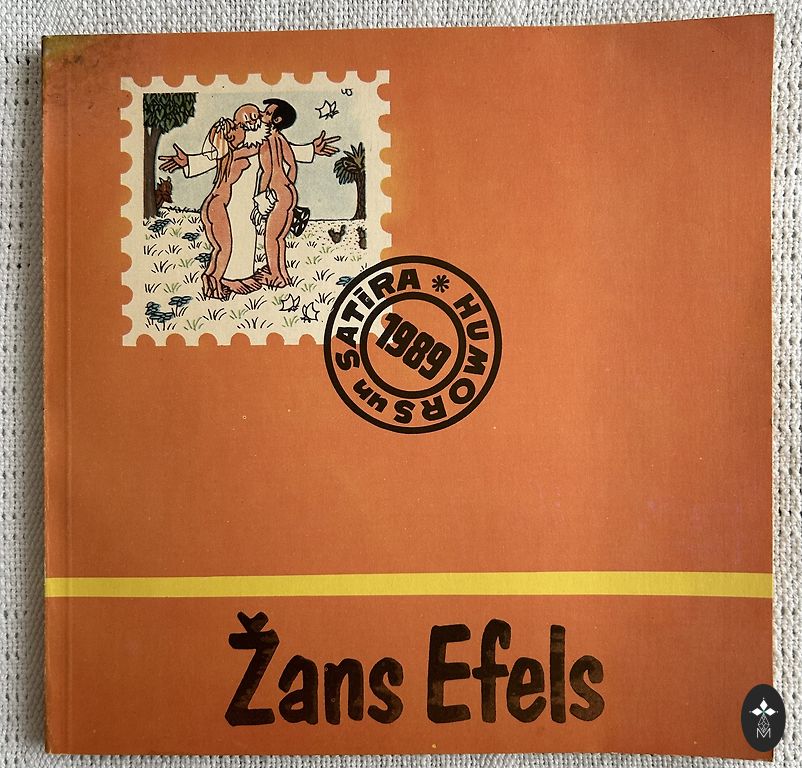 HUMORS un SATĪRA *
1989
Žans Efels
M